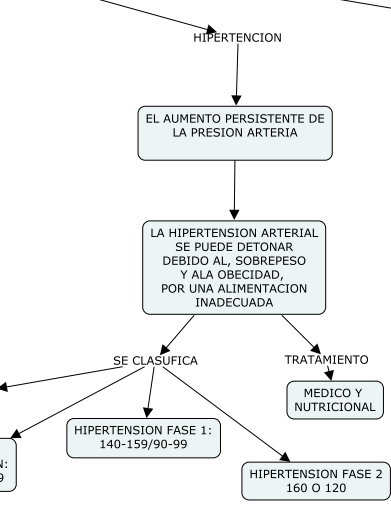 HIPERTENCION
EL AUMENTO PERSISTENTE DE
LA PRESION ARTERIA
LA HIPERTENSION ARTERIAL
SE PUEDE DETONAR
DEBIDO AL, SOBREPESO
Y ALA OBECIDAD,
POR UNA ALIMENTACION
INADECUADA
SE CLASUFICA
TRATAMIENTO
MEDICO Y
NUTRICIONAL
HIPERTENSION FASE 1:
140-159/90-99
HIPERTENSION FASE 2
160 O 120